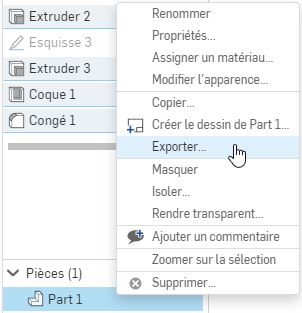 Extruder 2
Esquisse 3
Extruder 3
Coque 1
Congé 1
Pièces (1)
Part 1
Renommer
Propriétés...
Assigner un matériau...
Modifier l'apparence...
Copier...
Créer le dessin de Part 1...
Exporter...
Masquer
Isoler...
Rendre transparent...
Ajouter un commentaire
Zoomer sur la sélection
Supprimer...